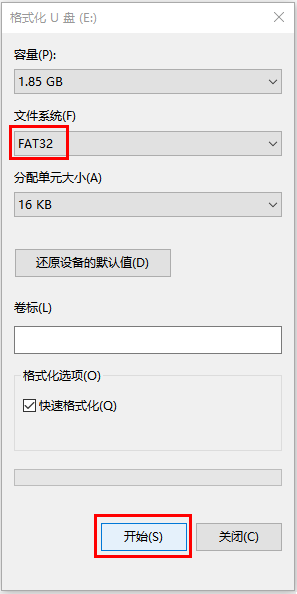 格式化 U 盘 (E:)
容量(P):
1.85 GB
文件系统(F)
FAT32
分配单元大小(A)
16 KB
还原设备的默认值(D)
卷标(L)
格式化选项(O)
快速格式化(Q)
开始(S)
关闭(C)